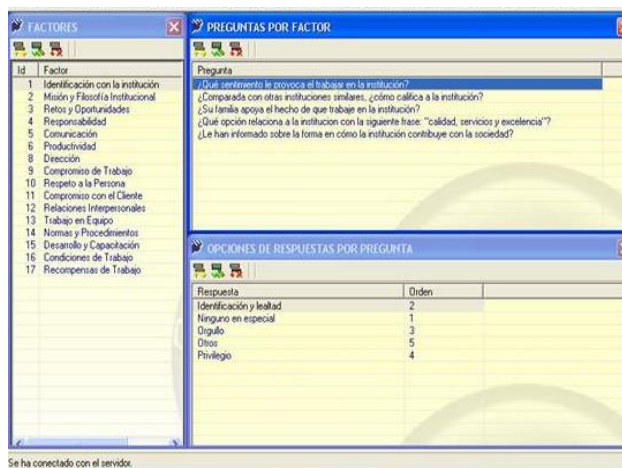 FACTORES
Id Factor
1 Identificación con la institución
2 Misión y Filosofía Institucional
3 Retos y Oportunidades
4 Responsabilidad
5 Comunicación
6 Productividad
8 Dirección
9 Compromiso de Trabajo
10 Respeto a la Persona
11 Compromiso con el Cliente
12 Relaciones Interpersonales
13 Trabajo en Equipo
14 Normas y Procedimientos
15 Desarrollo y Capacitación
16 Condiciones de Trabajo
17 Recompensas de Trabajo
PREGUNTAS POR FACTOR
Pregunta
¿Qué sentimiento le provoca el trabajar en la institución?
¿Comparada con otras instituciones similares, ¿cómo califica a la institución?
¿Su familia apoya el hecho de que trabaje en la institución?
¿Qué opción relaciona a la institucion con la siguiente frase: "calidad, servicios y excelencia"?
¿Le han informado sobre la forma en cómo la institución contribuye con la sociedad?
OPCIONES DE RESPUESTAS POR PREGUNTA
Respuesta Orden
Identificación y lealtad 2
Ninguno en especial 1
Orgullo 3
Otros 5
Privilegio 4
Se ha conectado con el servidor.